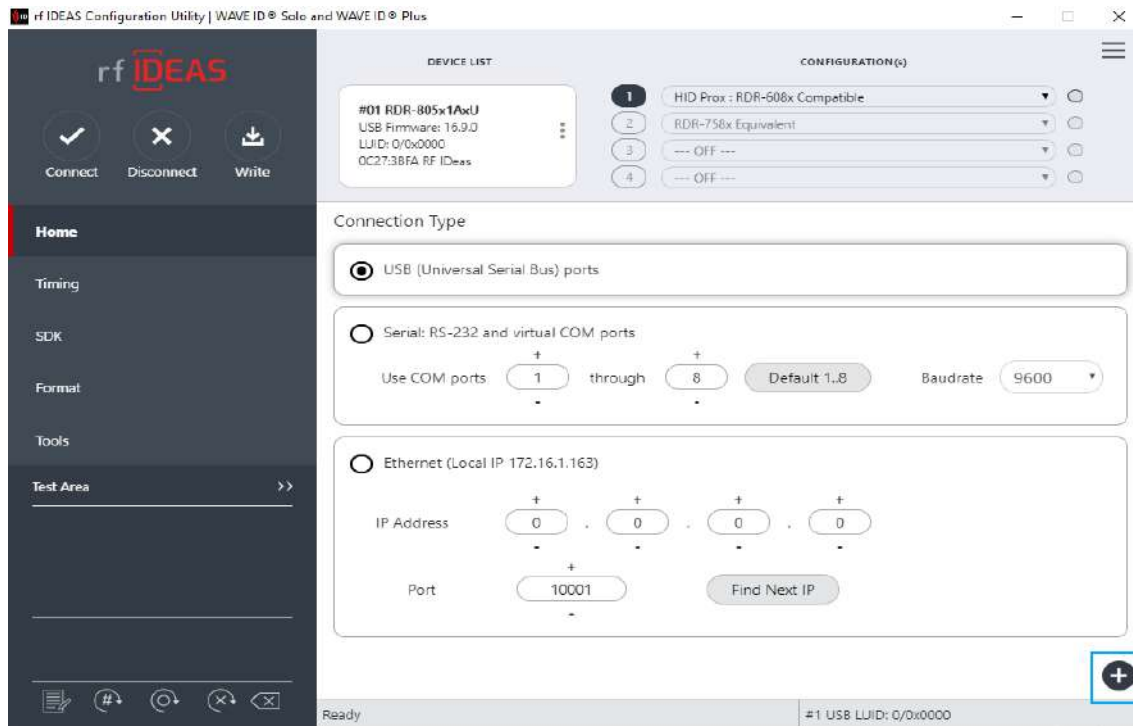 rf IDEAS Configuration Utility | WAVE ID® Solo and WAVE ID® Plus
rf IDEAS
Connect
Disconnect
Write
Home
Timing
SDK
Format
Tools
Test Area >>
DEVICE LIST
#01 RDR-805x1AxU
USB Firmware: 16.9.0
LUID: 0/0x0000
0C27:3BFA RF IDeas
CONFIGURATION(s)
1 HID Prox : RDR-608x Compatible
2 RDR-758x Equivalent
3 --- OFF ---
4 --- OFF ---
Connection Type
USB (Universal Serial Bus) ports
Serial: RS-232 and virtual COM ports
+ +
Use COM ports 1 through 8 Default 1..8 Baudrate 9600
- -
Ethernet (Local IP 172.16.1.163)
+ + + +
IP Address 0 . 0 . 0 . 0
- - - -
+
Port 10001 Find Next IP
-
+
Ready
#1 USB LUID: 0/0x0000